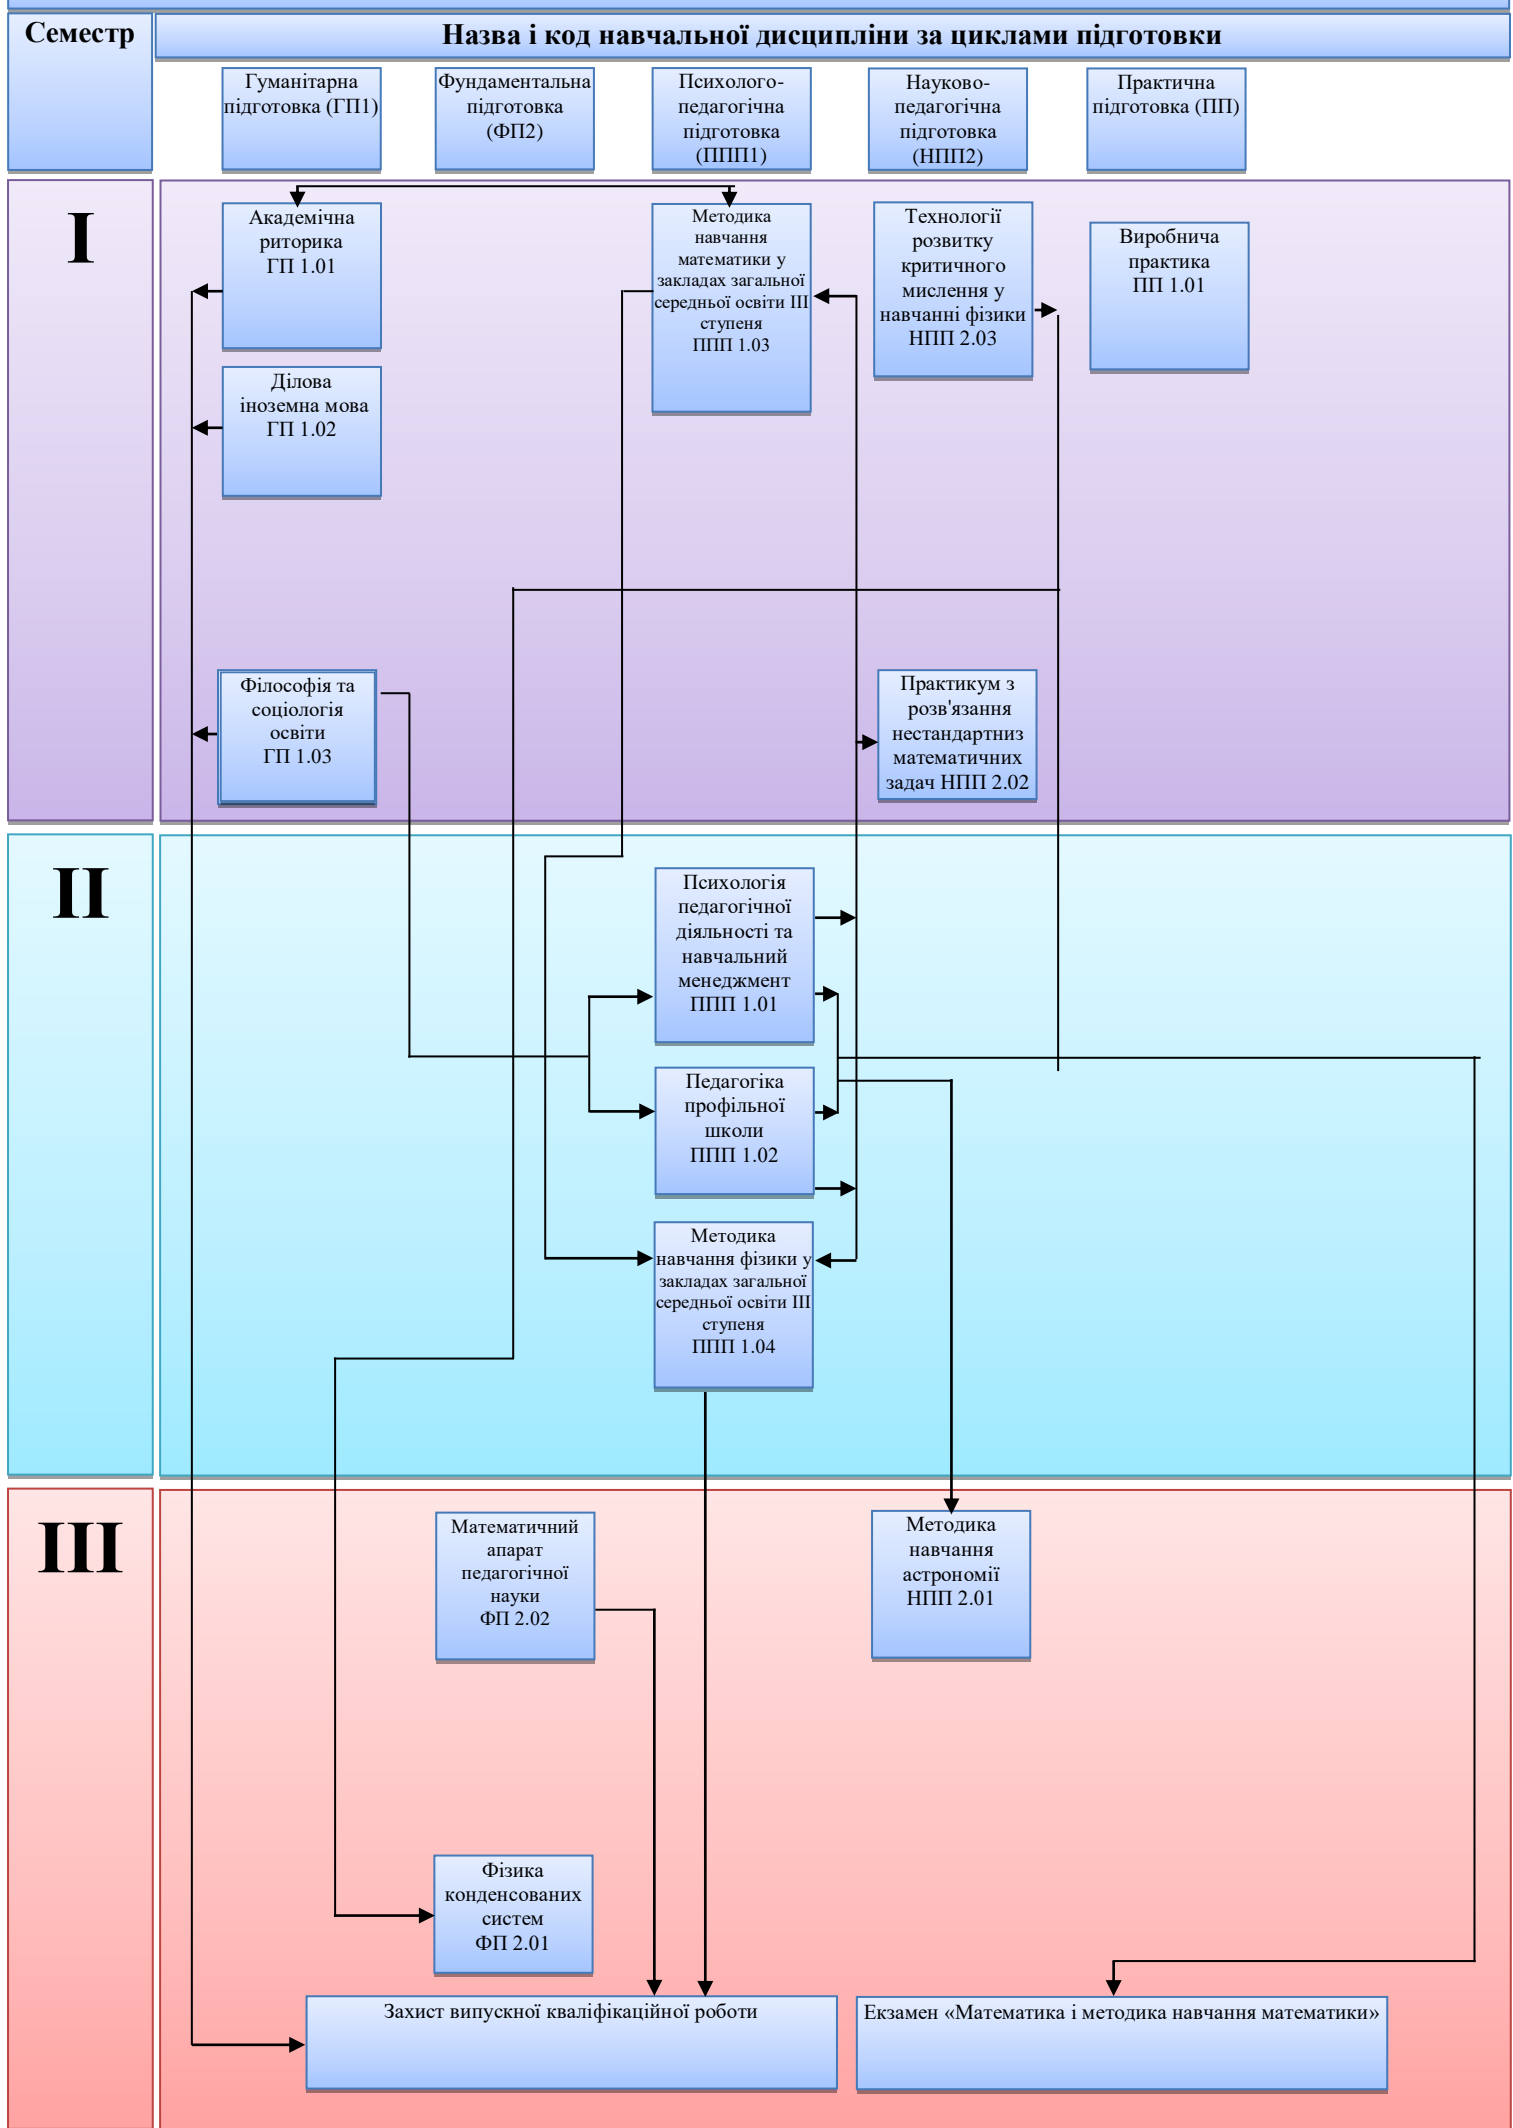 Семестр
Назва і код навчальної дисципліни за циклами підготовки
Гуманітарна
підготовка (ГП1)
Фундаментальна
підготовка
(ФП2)
Психолого-
педагогічна
підготовка
(ППП1)
Науково-
педагогічна
підготовка
(НПП2)
Практична
підготовка (ПП)
I
Академічна
риторика
ГП 1.01
Методика
навчання
математики у
закладах загальної
середньої освіти III
ступеня
ППП 1.03
Технології
розвитку
критичного
мислення у
навчанні фізики
НПП 2.03
Виробнича
практика
ПП 1.01
Ділова
іноземна мова
ГП 1.02
Філософія та
соціологія
освіти
ГП 1.03
Практикум з
розв'язання
нестандартниз
математичних
задач НПП 2.02
II
Психологія
педагогічної
діяльності та
навчальний
менеджмент
ППП 1.01
Педагогіка
профільної
школи
ППП 1.02
Методика
навчання фізики у
закладах загальної
середньої освіти III
ступеня
ППП 1.04
III
Математичний
апарат
педагогічної
науки
ФП 2.02
Методика
навчання
астрономії
НПП 2.01
Фізика
конденсованих
систем
ФП 2.01
Захист випускної кваліфікаційної роботи
Екзамен «Математика і методика навчання математики»